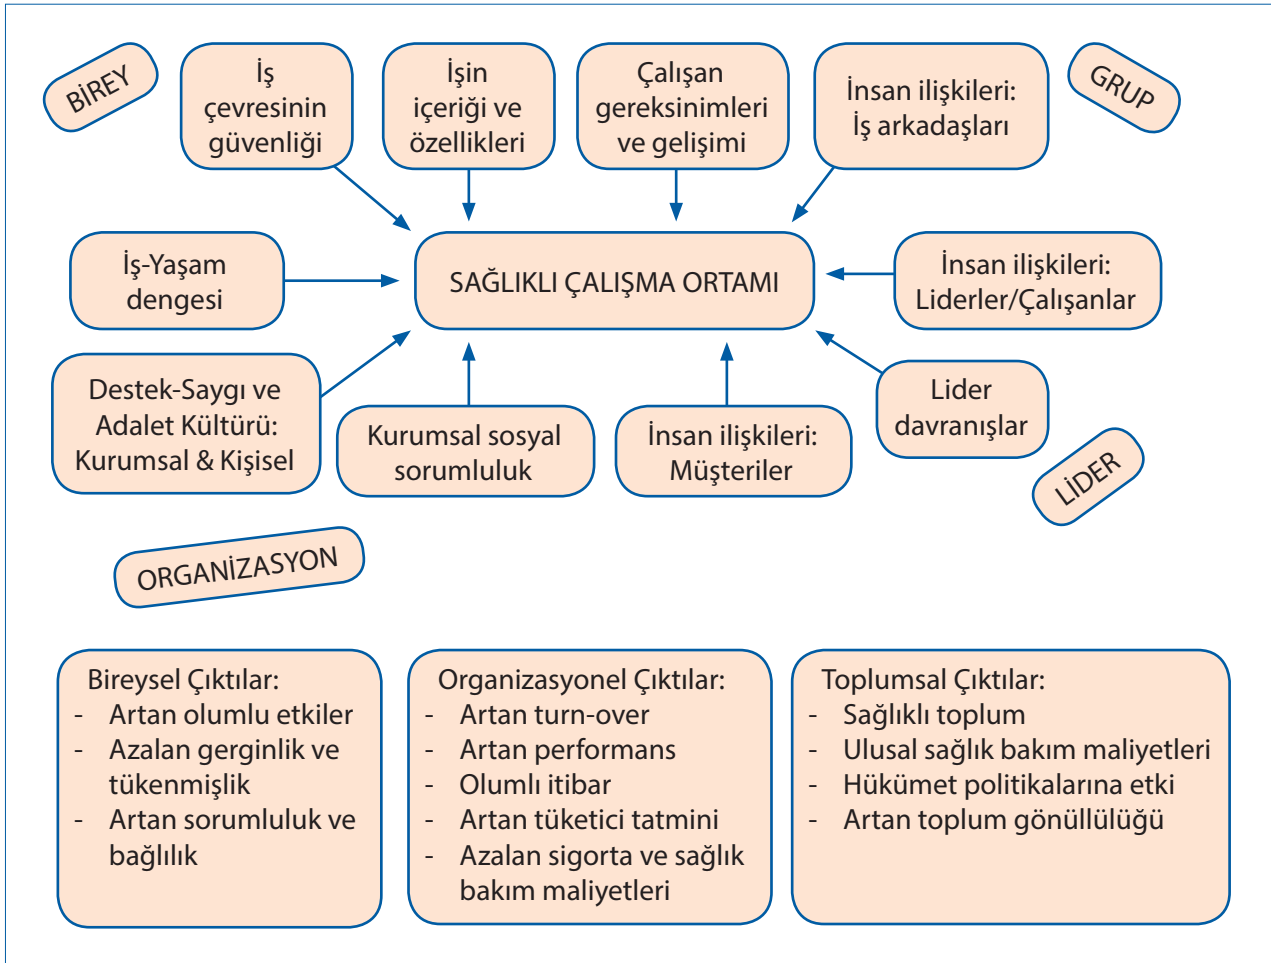 BİREY
İş
çevresinin
güvenliği
İşin
içeriği ve
özellikleri
Çalışan
gereksinimleri
ve gelişimi
İnsan ilişkileri:
İş arkadaşları
GRUP
İş-Yaşam
dengesi
SAĞLIKLI ÇALIŞMA ORTAMI
İnsan ilişkileri:
Liderler/Çalışanlar
Destek-Saygı ve
Adalet Kültürü:
Kurumsal & Kişisel
Kurumsal sosyal
sorumluluk
İnsan ilişkileri:
Müşteriler
Lider
davranışlar
LİDER
ORGANİZASYON
Bireysel Çıktılar:
- Artan olumlu etkiler
- Azalan gerginlik ve
tükenmişlik
- Artan sorumluluk ve
bağlılık
Organizasyonel Çıktılar:
- Artan turn-over
- Artan performans
- Olumlı itibar
- Artan tüketici tatmini
- Azalan sigorta ve sağlık
bakım maliyetleri
Toplumsal Çıktılar:
- Sağlıklı toplum
- Ulusal sağlık bakım maliyetleri
- Hükümet politikalarına etki
- Artan toplum gönüllülüğü